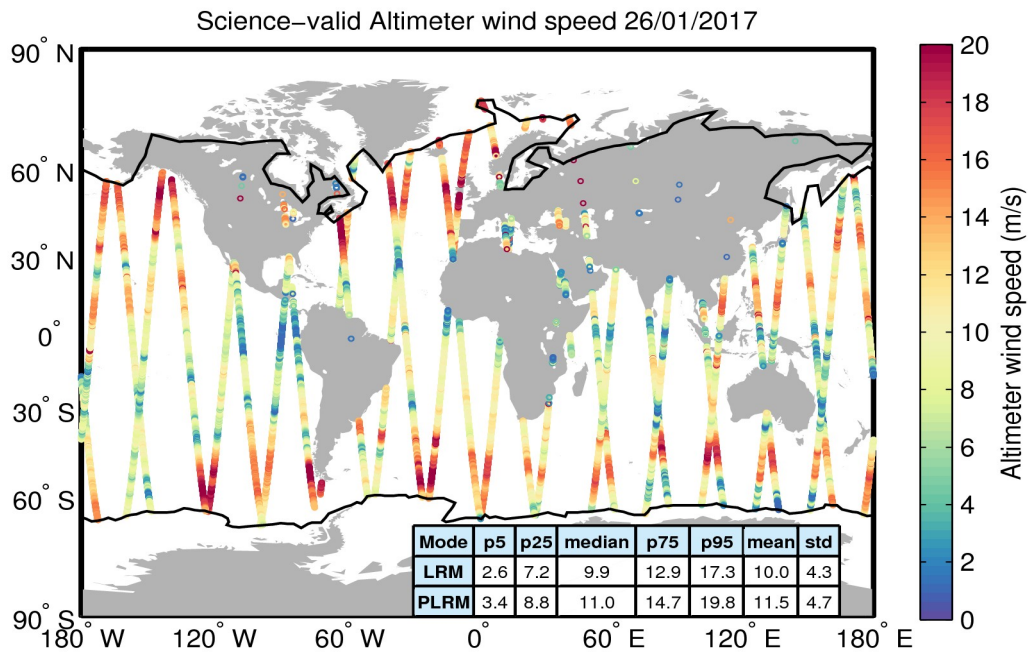 Science−valid Altimeter wind speed 26/01/2017
90° N
60° N
30° N
0°
30° S
60° S
90° S
180° W
120° W
60° W
0°
60° E
120° E
180° E
Mode p5 p25 median p75 p95 mean std
LRM 2.6 7.2 9.9 12.9 17.3 10.0 4.3
PLRM 3.4 8.8 11.0 14.7 19.8 11.5 4.7
20
18
16
14
12
10
8
6
4
2
0
Altimeter wind speed (m/s)